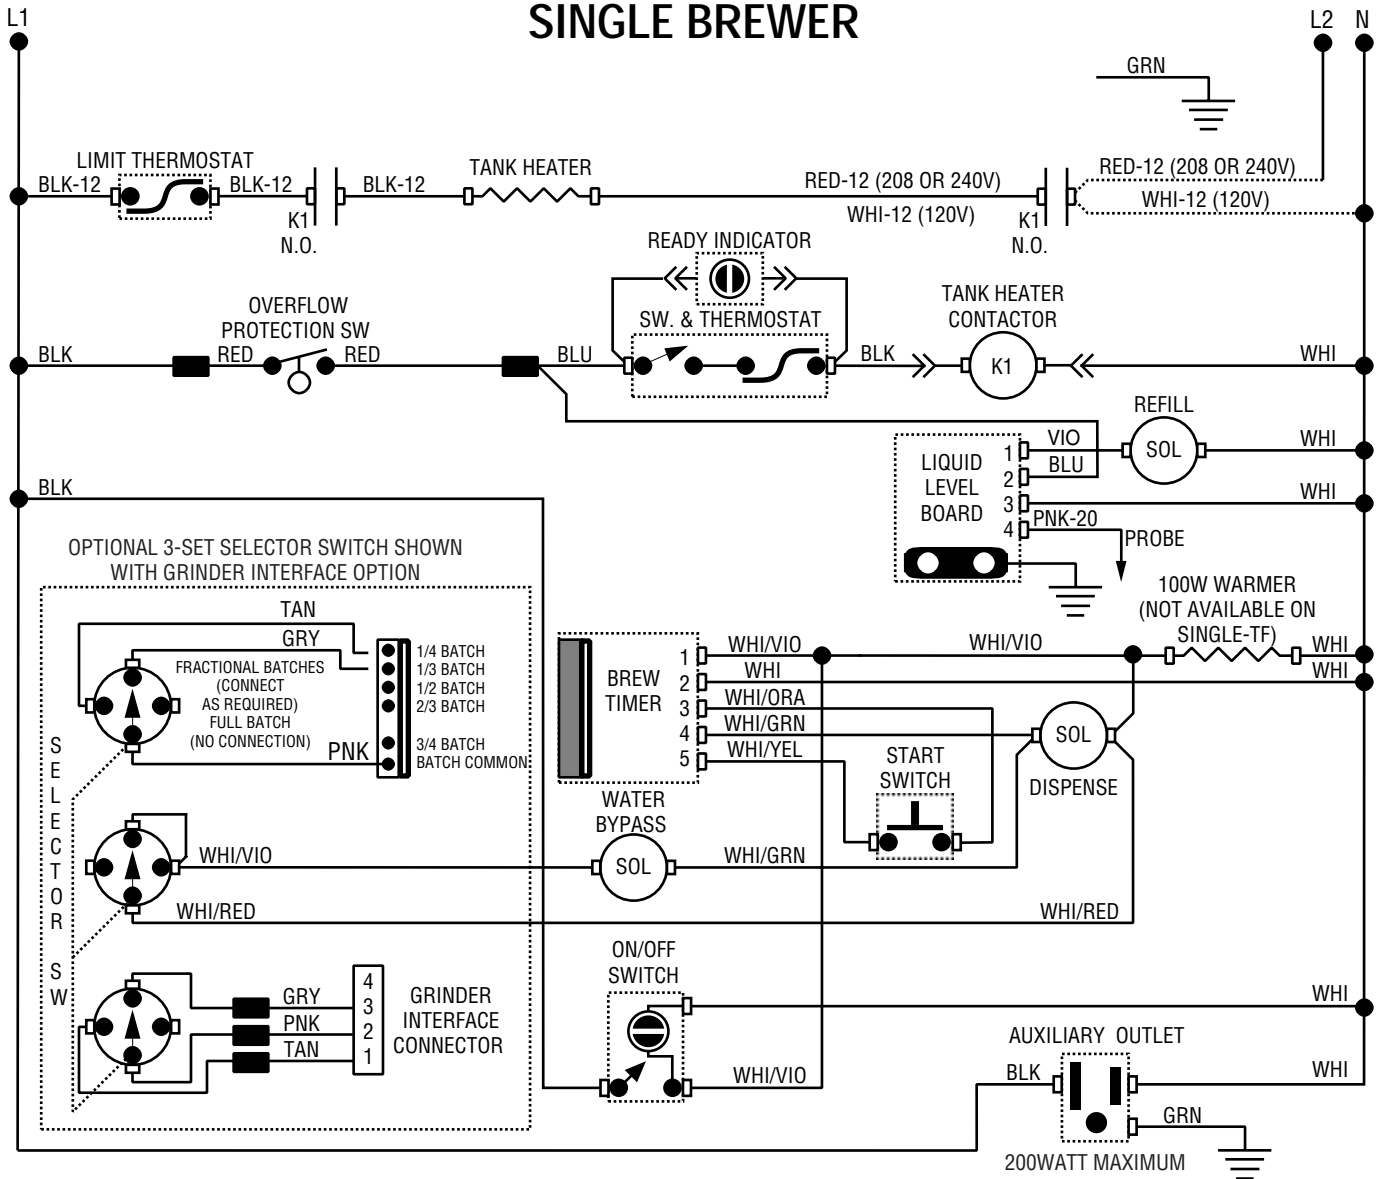 SINGLE BREWER
L1
L2 N
GRN
LIMIT THERMOSTAT
TANK HEATER
BLK-12
BLK-12
BLK-12
RED-12 (208 OR 240V)
WHI-12 (120V)
RED-12 (208 OR 240V)
WHI-12 (120V)
K1
N.O.
K1
N.O.
READY INDICATOR
OVERFLOW
PROTECTION SW
SW. & THERMOSTAT
TANK HEATER
CONTACTOR
BLK
RED
RED
BLU
BLK
K1
WHI
REFILL
LIQUID
LEVEL
BOARD
1
2
3
4
VIO
BLU
SOL
WHI
WHI
PNK-20
PROBE
BLK
OPTIONAL 3-SET SELECTOR SWITCH SHOWN
WITH GRINDER INTERFACE OPTION
TAN
GRY
FRACTIONAL BATCHES
(CONNECT
AS REQUIRED)
FULL BATCH
(NO CONNECTION)
PNK
1/4 BATCH
1/3 BATCH
1/2 BATCH
2/3 BATCH
3/4 BATCH
BATCH COMMON
SELECTOR SW
100W WARMER
(NOT AVAILABLE ON
SINGLE-TF)
BREW
TIMER
1
2
3
4
5
WHI/VIO
WHI
WHI/ORA
WHI/GRN
WHI/YEL
WHI/VIO
WHI
WHI
START
SWITCH
SOL
DISPENSE
WATER
BYPASS
WHI/VIO
SOL
WHI/GRN
WHI/RED
WHI/RED
ON/OFF
SWITCH
WHI
WHI/VIO
GRY
PNK
TAN
4
3
2
1
GRINDER
INTERFACE
CONNECTOR
AUXILIARY OUTLET
BLK
WHI
GRN
200WATT MAXIMUM